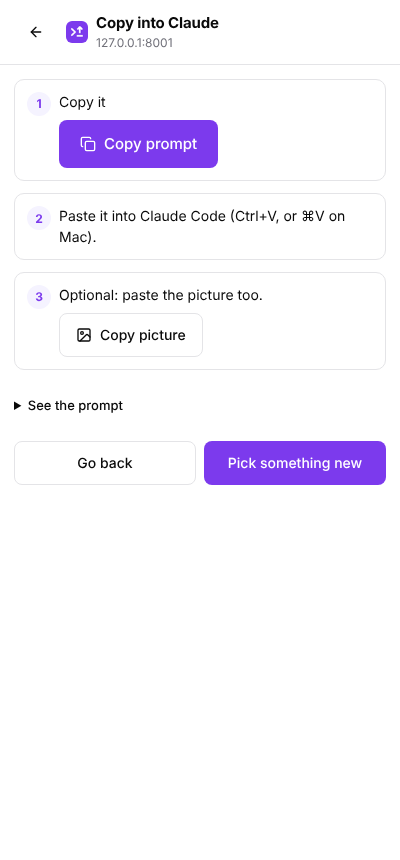 Copy into Claude
127.0.0.1:8001
1
Copy it
Copy prompt
2
Paste it into Claude Code (Ctrl+V, or ⌘V on
Mac).
3
Optional: paste the picture too.
Copy picture
See the prompt
Go back
Pick something new